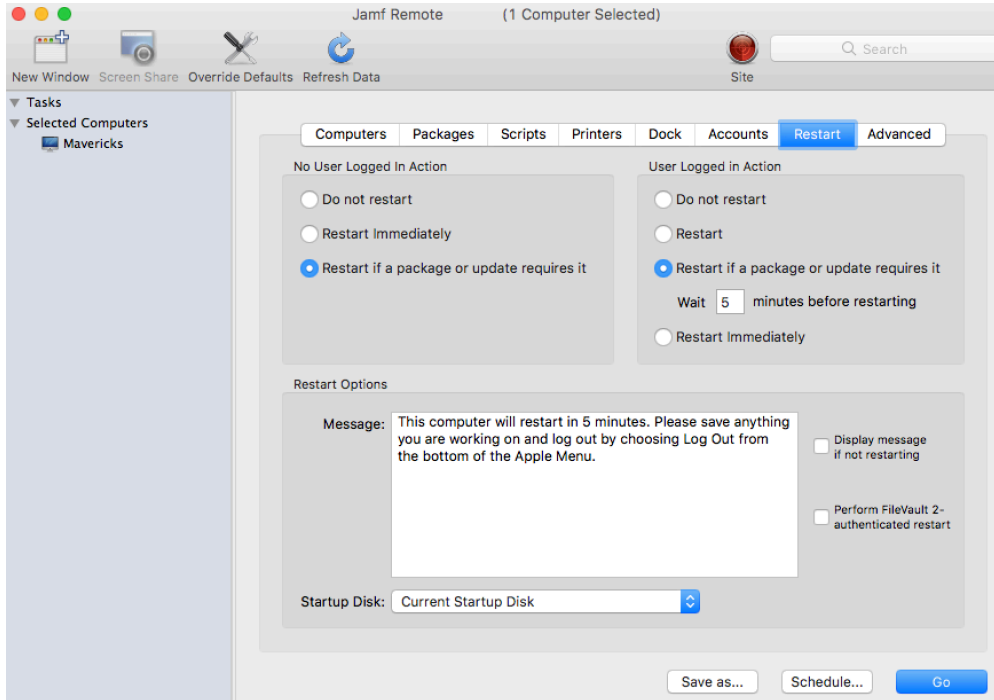 Jamf Remote (1 Computer Selected)
New Window Screen Share Override Defaults Refresh Data
Site
Search
Tasks
Selected Computers
Mavericks
Computers Packages Scripts Printers Dock Accounts Restart Advanced
No User Logged In Action
Do not restart
Restart Immediately
Restart if a package or update requires it
User Logged in Action
Do not restart
Restart
Restart if a package or update requires it
Wait 5 minutes before restarting
Restart Immediately
Restart Options
Message:
This computer will restart in 5 minutes. Please save anything
you are working on and log out by choosing Log Out from
the bottom of the Apple Menu.
Display message
if not restarting
Perform FileVault 2-
authenticated restart
Startup Disk: Current Startup Disk
Save as... Schedule... Go